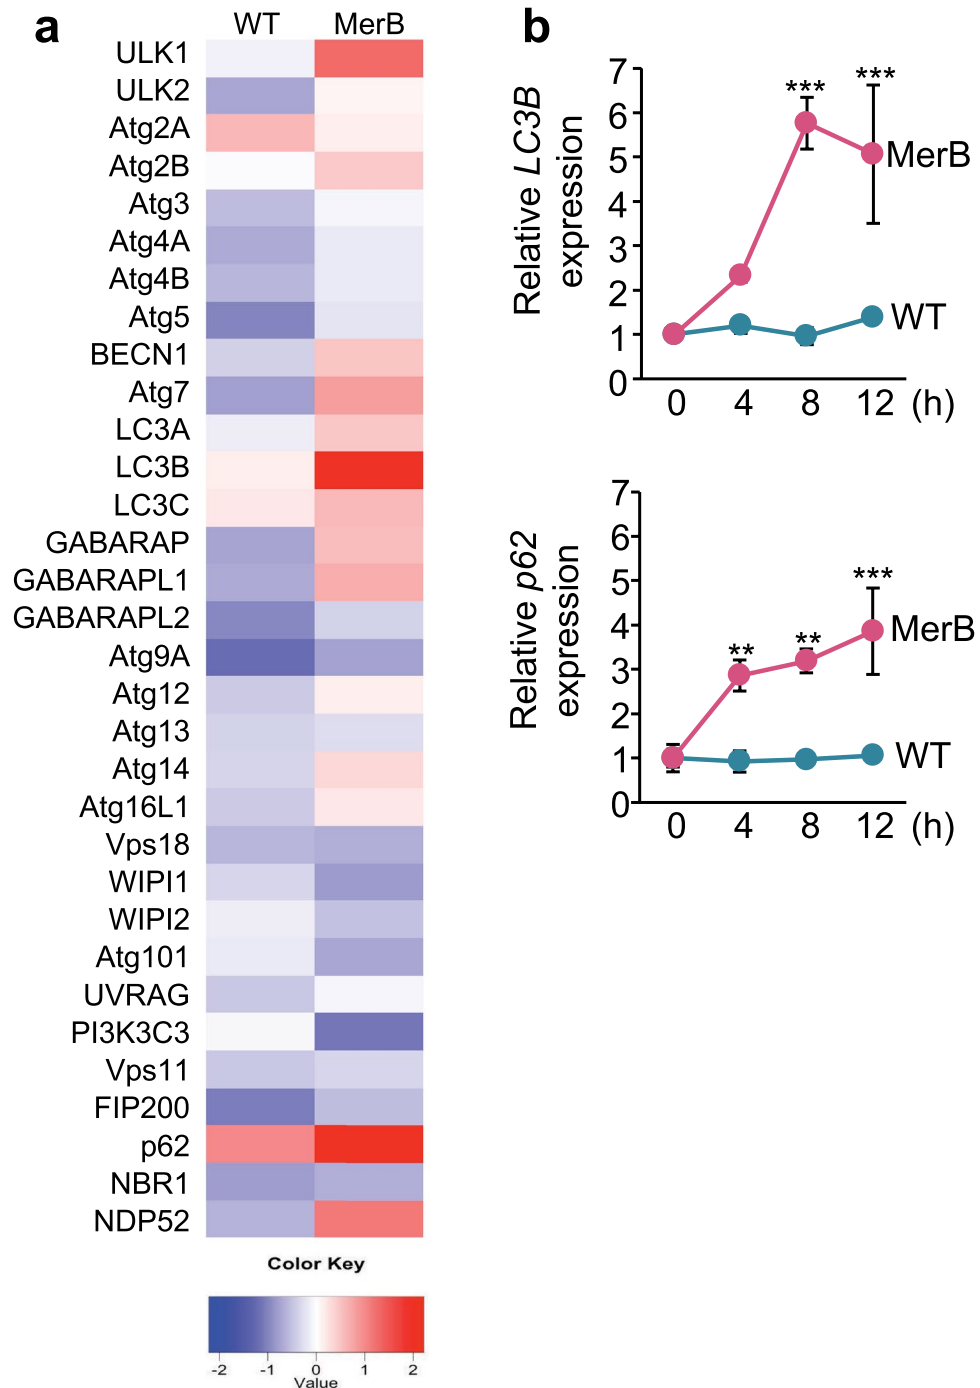 a
WT MerB
ULK1
ULK2
Atg2A
Atg2B
Atg3
Atg4A
Atg4B
Atg5
BECN1
Atg7
LC3A
LC3B
LC3C
GABARAP
GABARAPL1
GABARAPL2
Atg9A
Atg12
Atg13
Atg14
Atg16L1
Vps18
WIPI1
WIPI2
Atg101
UVRAG
PI3K3C3
Vps11
FIP200
p62
NBR1
NDP52
Color Key
-2 -1 0 1 2
Value
b
Relative LC3B
expression
7
6
5
4
3
2
1
0
*** ***
MerB
WT
0 4 8 12 (h)
Relative p62
expression
7
6
5
4
3
2
1
0
** ** ***
MerB
WT
0 4 8 12 (h)